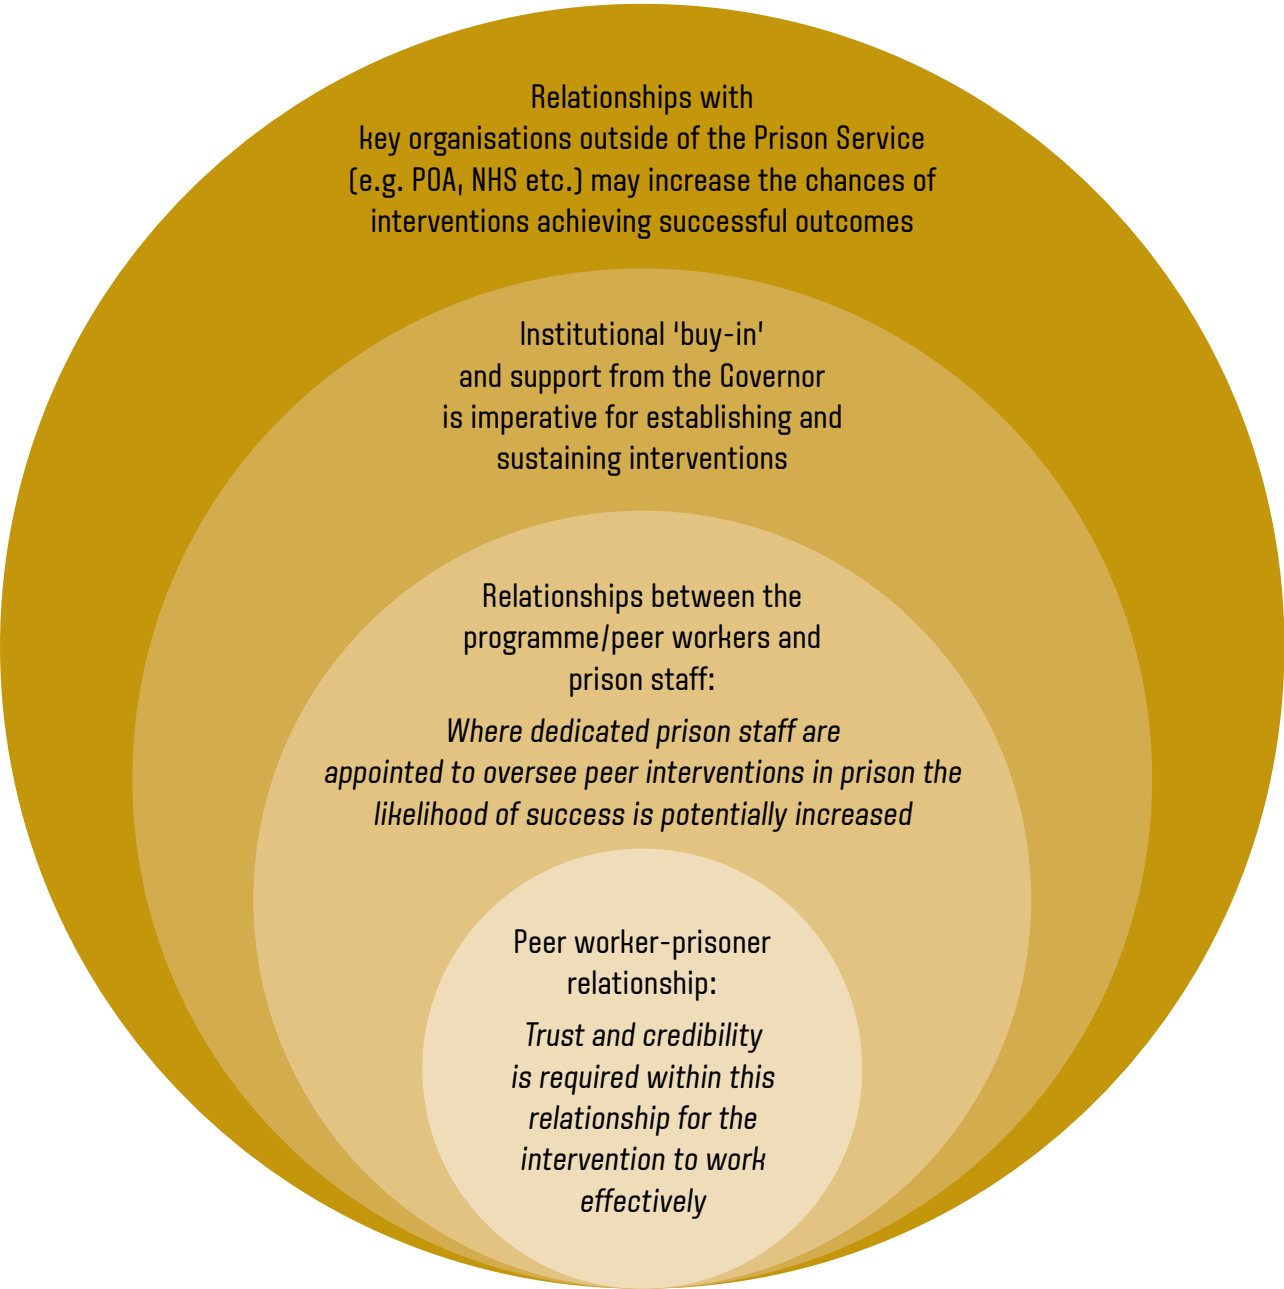 Relationships with
key organisations outside of the Prison Service
(e.g. POA, NHS etc.) may increase the chances of
interventions achieving successful outcomes
Institutional 'buy-in'
and support from the Governor
is imperative for establishing and
sustaining interventions
Relationships between the
programme/peer workers and
prison staff:
Where dedicated prison staff are
appointed to oversee peer interventions in prison the
likelihood of success is potentially increased
Peer worker-prisoner
relationship:
Trust and credibility
is required within this
relationship for the
intervention to work
effectively